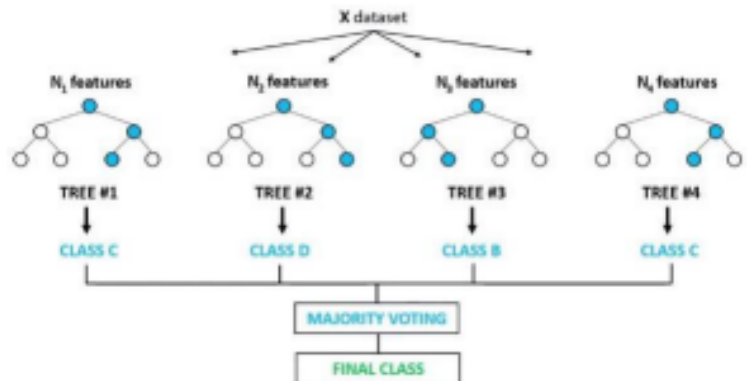 X dataset
N₁ features N₂ features N₃ features N₄ features
TREE #1 TREE #2 TREE #3 TREE #4
CLASS C CLASS D CLASS B CLASS C
MAJORITY VOTING
FINAL CLASS